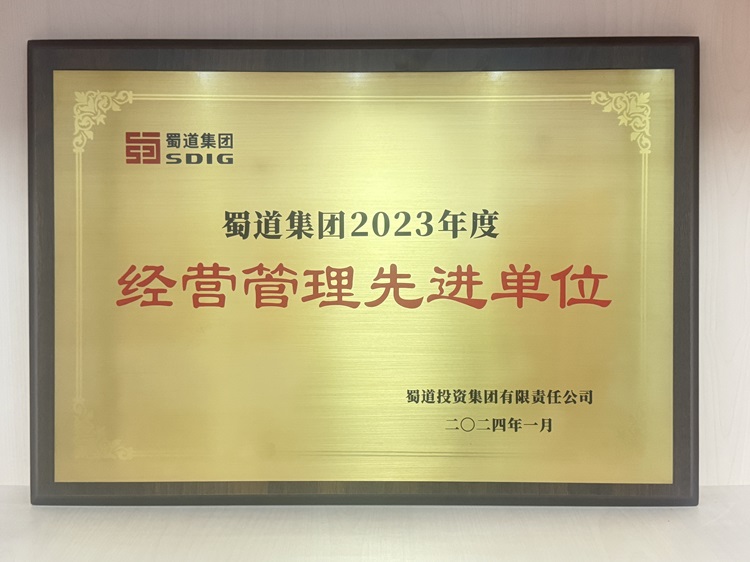 蜀道集团
SDIG
蜀道集团2023年度
经营管理先进单位
蜀道投资集团有限责任公司
二〇二四年一月